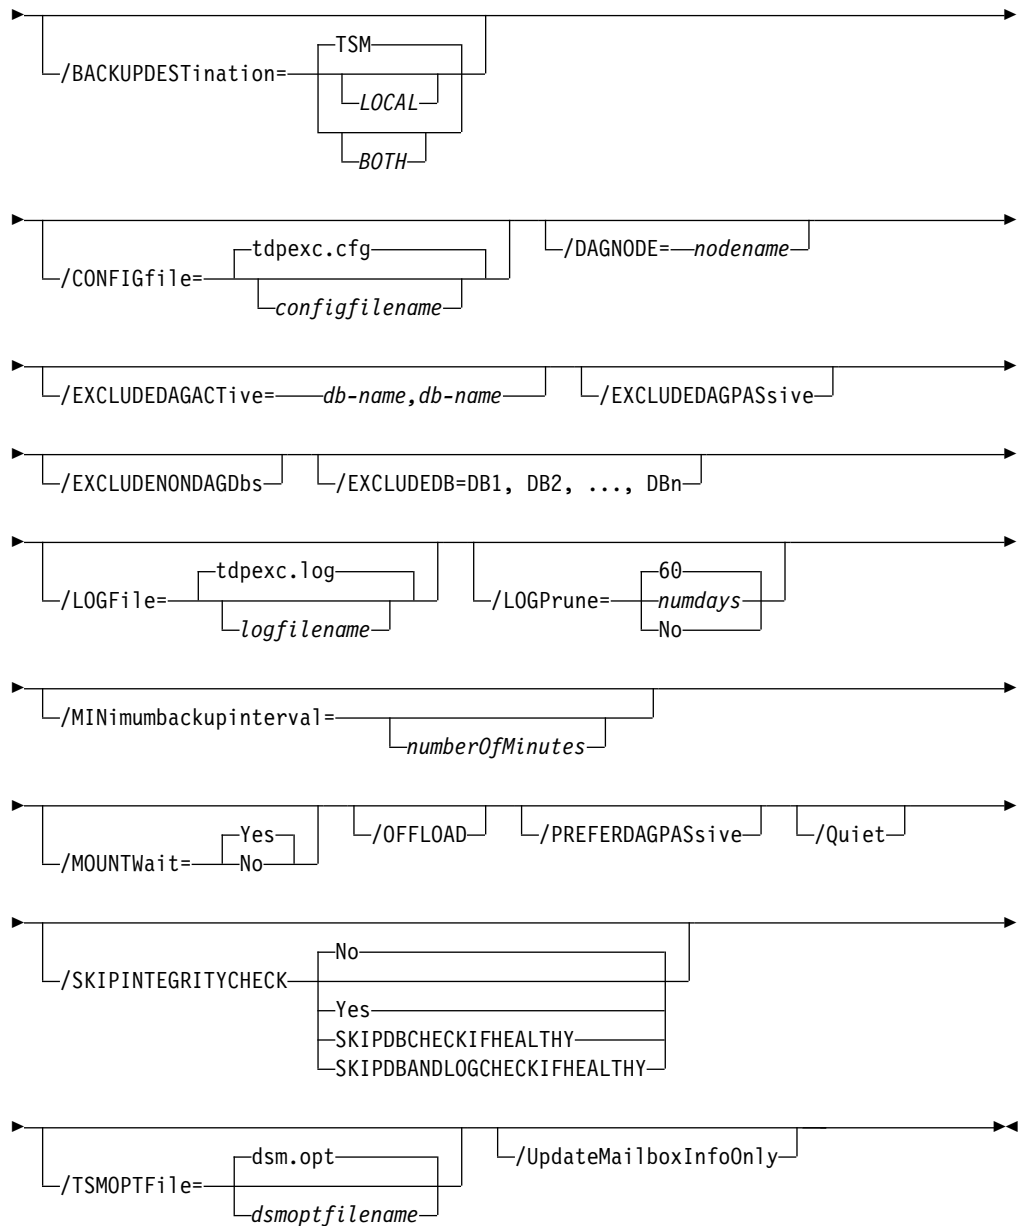 TSM
/BACKUPDESTination=
LOCAL
BOTH
tdpexc.cfg
/DAGNODE= nodename
/CONFIGfile=
configfilename
/EXCLUDEDAGACTive= db-name,db-name /EXCLUDEDAGPASsive
/EXCLUDENONDAGDbs /EXCLUDEDB=DB1, DB2, ..., DBn
tdpexc.log 60
/LOGFile= /LOGPrune= numdays
logfilename No
/MINimumbackupinterval=
numberOfMinutes
Yes /OFFLOAD /PREFERDAGPASsive /Quiet
/MOUNTWait= No
No
/SKIPINTEGRITYCHECK
Yes
SKIPDBCHECKIFHEALTHY
SKIPDBANDLOGCHECKIFHEALTHY
dsm.opt /UpdateMailboxInfoOnly
/TSMOPTFile=
dsmoptfilename